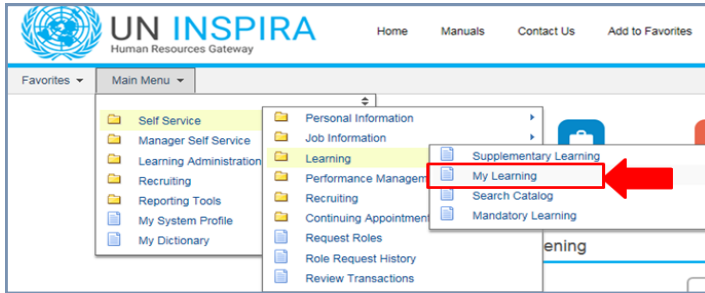 UN INSPIRA
Human Resources Gateway
Home Manuals Contact Us Add to Favorites
Favorites Main Menu
Self Service
Manager Self Service
Learning Administration
Recruiting
Reporting Tools
My System Profile
My Dictionary
Personal Information
Job Information
Learning
Performance Managem
Recruiting
Continuing Appointment
Request Roles
Role Request History
Review Transactions
Supplementary Learning
My Learning
Search Catalog
Mandatory Learning
ening